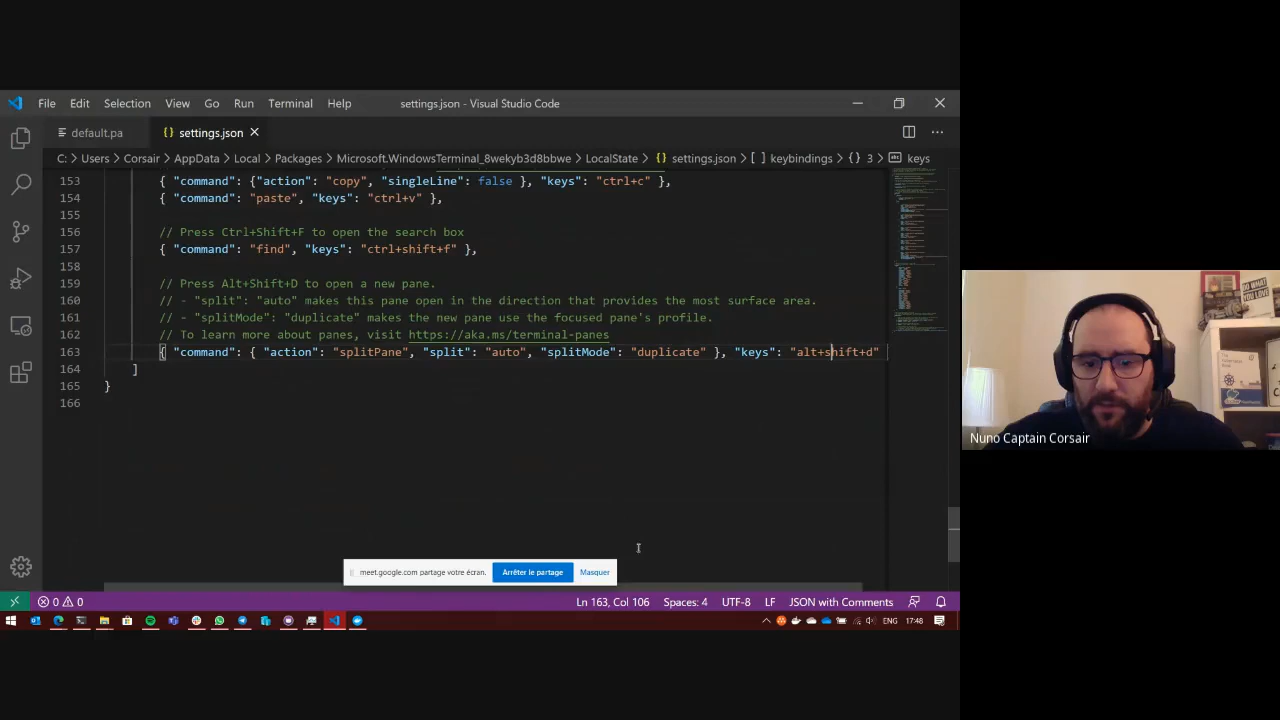 File Edit Selection View Go Run Terminal Help
settings.json - Visual Studio Code
default.pa
{} settings.json
C: > Users > Corsair > AppData > Local > Packages > Microsoft.WindowsTerminal_8wekyb3d8bbwe > LocalState > {} settings.json > [ ] keybindings > {} 3 > keys
153 { "command": {"action": "copy", "singleLine": false }, "keys": "ctrl+c" },
154 { "command": "paste", "keys": "ctrl+v" },
155
156 // Press Ctrl+Shift+F to open the search box
157 { "command": "find", "keys": "ctrl+shift+f" },
158
159 // Press Alt+Shift+D to open a new pane.
160 // - "split": "auto" makes this pane open in the direction that provides the most surface area.
161 // - "splitMode": "duplicate" makes the new pane use the focused pane's profile.
162 // To learn more about panes, visit https://aka.ms/terminal-panes
163 { "command": { "action": "splitPane", "split": "auto", "splitMode": "duplicate" }, "keys": "alt+shift+d"
164 ]
165 }
166
meet.google.com partage votre écran. Arrêter le partage Masquer
0 0 Ln 163, Col 106 Spaces: 4 UTF-8 LF JSON with Comments
ENG 17:48
DO WHAT YOU LOVE
Nuno Captain Corsair